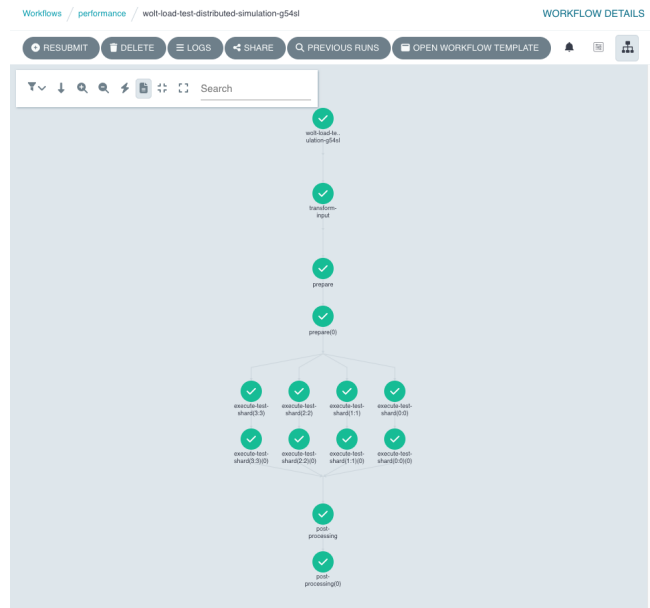 Workflows / performance / wolt-load-test-distributed-simulation-g54sl
WORKFLOW DETAILS
RESUBMIT DELETE LOGS SHARE PREVIOUS RUNS OPEN WORKFLOW TEMPLATE
Search
wolt-load-te..
ulation-g54sl
transform-
input
prepare
prepare(0)
execute-test-
shard(3:3)
execute-test-
shard(2:2)
execute-test-
shard(1:1)
execute-test-
shard(0:0)
execute-test-
shard(3:3)(0)
execute-test-
shard(2:2)(0)
execute-test-
shard(1:1)(0)
execute-test-
shard(0:0)(0)
post-
processing
post-
processing(0)